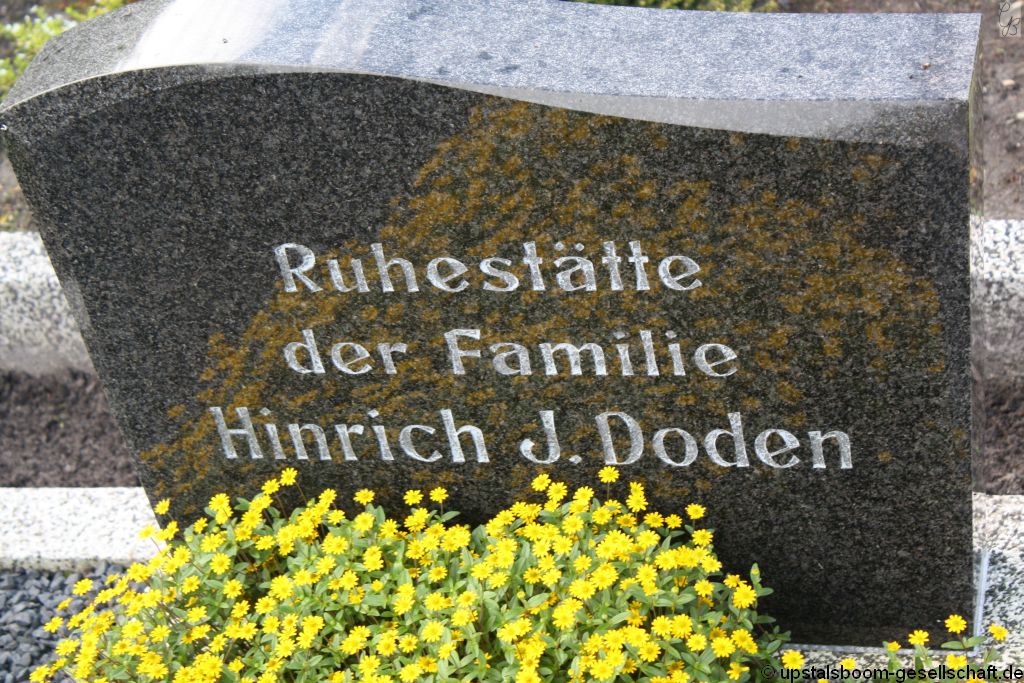 Ruhestätte
der Familie
Hinrich J. Doden
© upstalsboom-gesellschaft.de